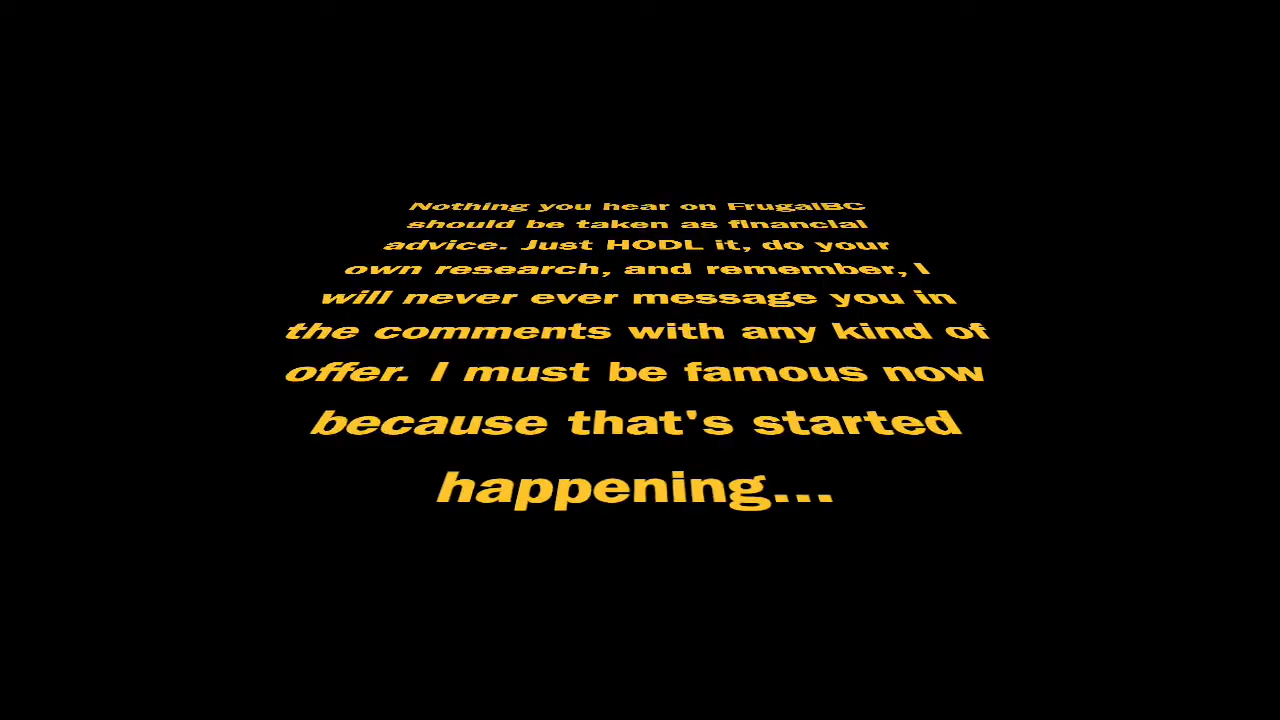 Nothing you hear on FrugalBC
should be taken as financial
advice. Just HODL it, do your
own research, and remember, I
will never ever message you in
the comments with any kind of
offer. I must be famous now
because that's started
happening...